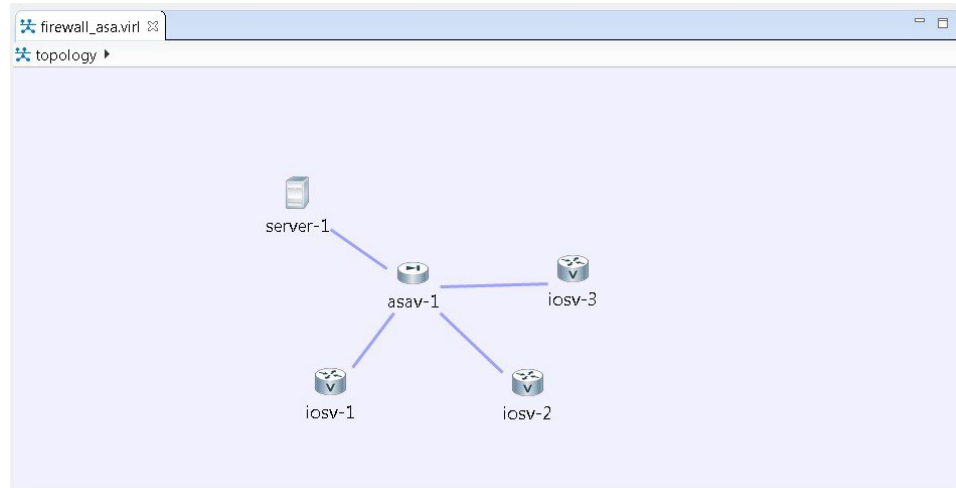 firewall_asa.virl
topology
server-1
asav-1
iosv-3
V
iosv-1
V
iosv-2
V